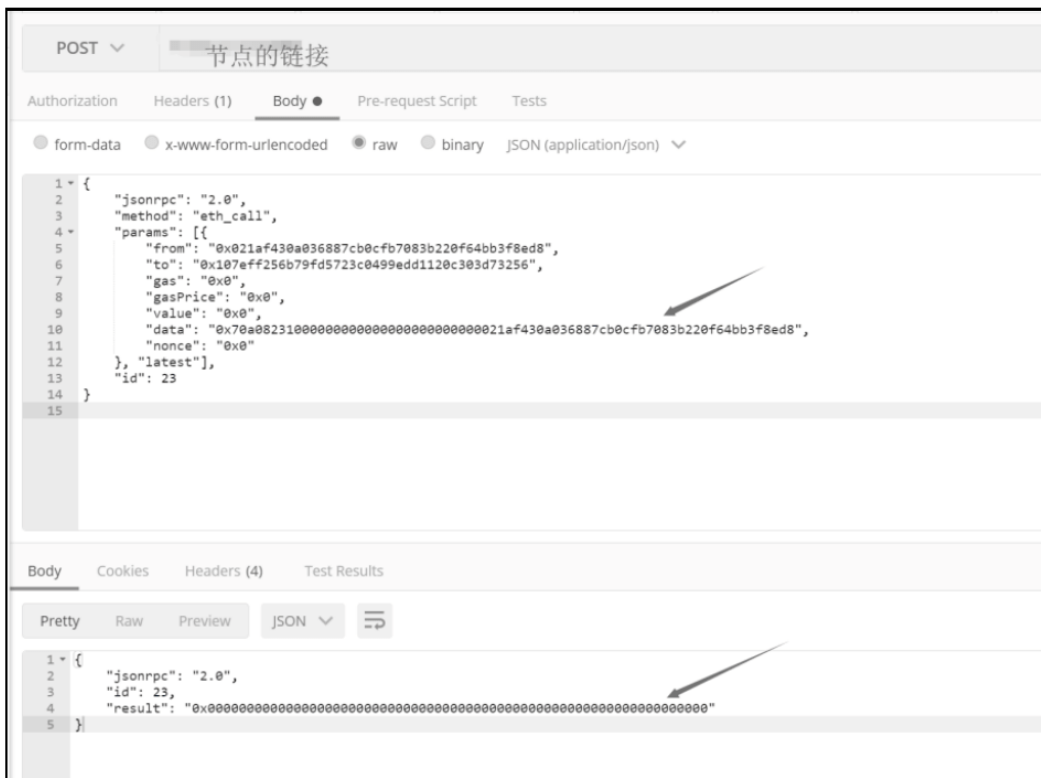 POST
节点的链接
Authorization Headers (1) Body Pre-request Script Tests
form-data x-www-form-urlencoded raw binary JSON (application/json)
1 {
2 "jsonrpc": "2.0",
3 "method": "eth_call",
4 "params": [{
5 "from": "0x021af430a036887cb0cfb7083b220f64bb3f8ed8",
6 "to": "0x107eff256b79fd5723c0499edd1120c303d73256",
7 "gas": "0x0",
8 "gasPrice": "0x0",
9 "value": "0x0",
10 "data": "0x70a08231000000000000000000000000021af430a036887cb0cfb7083b220f64bb3f8ed8",
11 "nonce": "0x0"
12 }, "latest"],
13 "id": 23
14 }
15
Body Cookies Headers (4) Test Results
Pretty Raw Preview JSON
1 {
2 "jsonrpc": "2.0",
3 "id": 23,
4 "result": "0x0000000000000000000000000000000000000000000000000000000000000000"
5 }